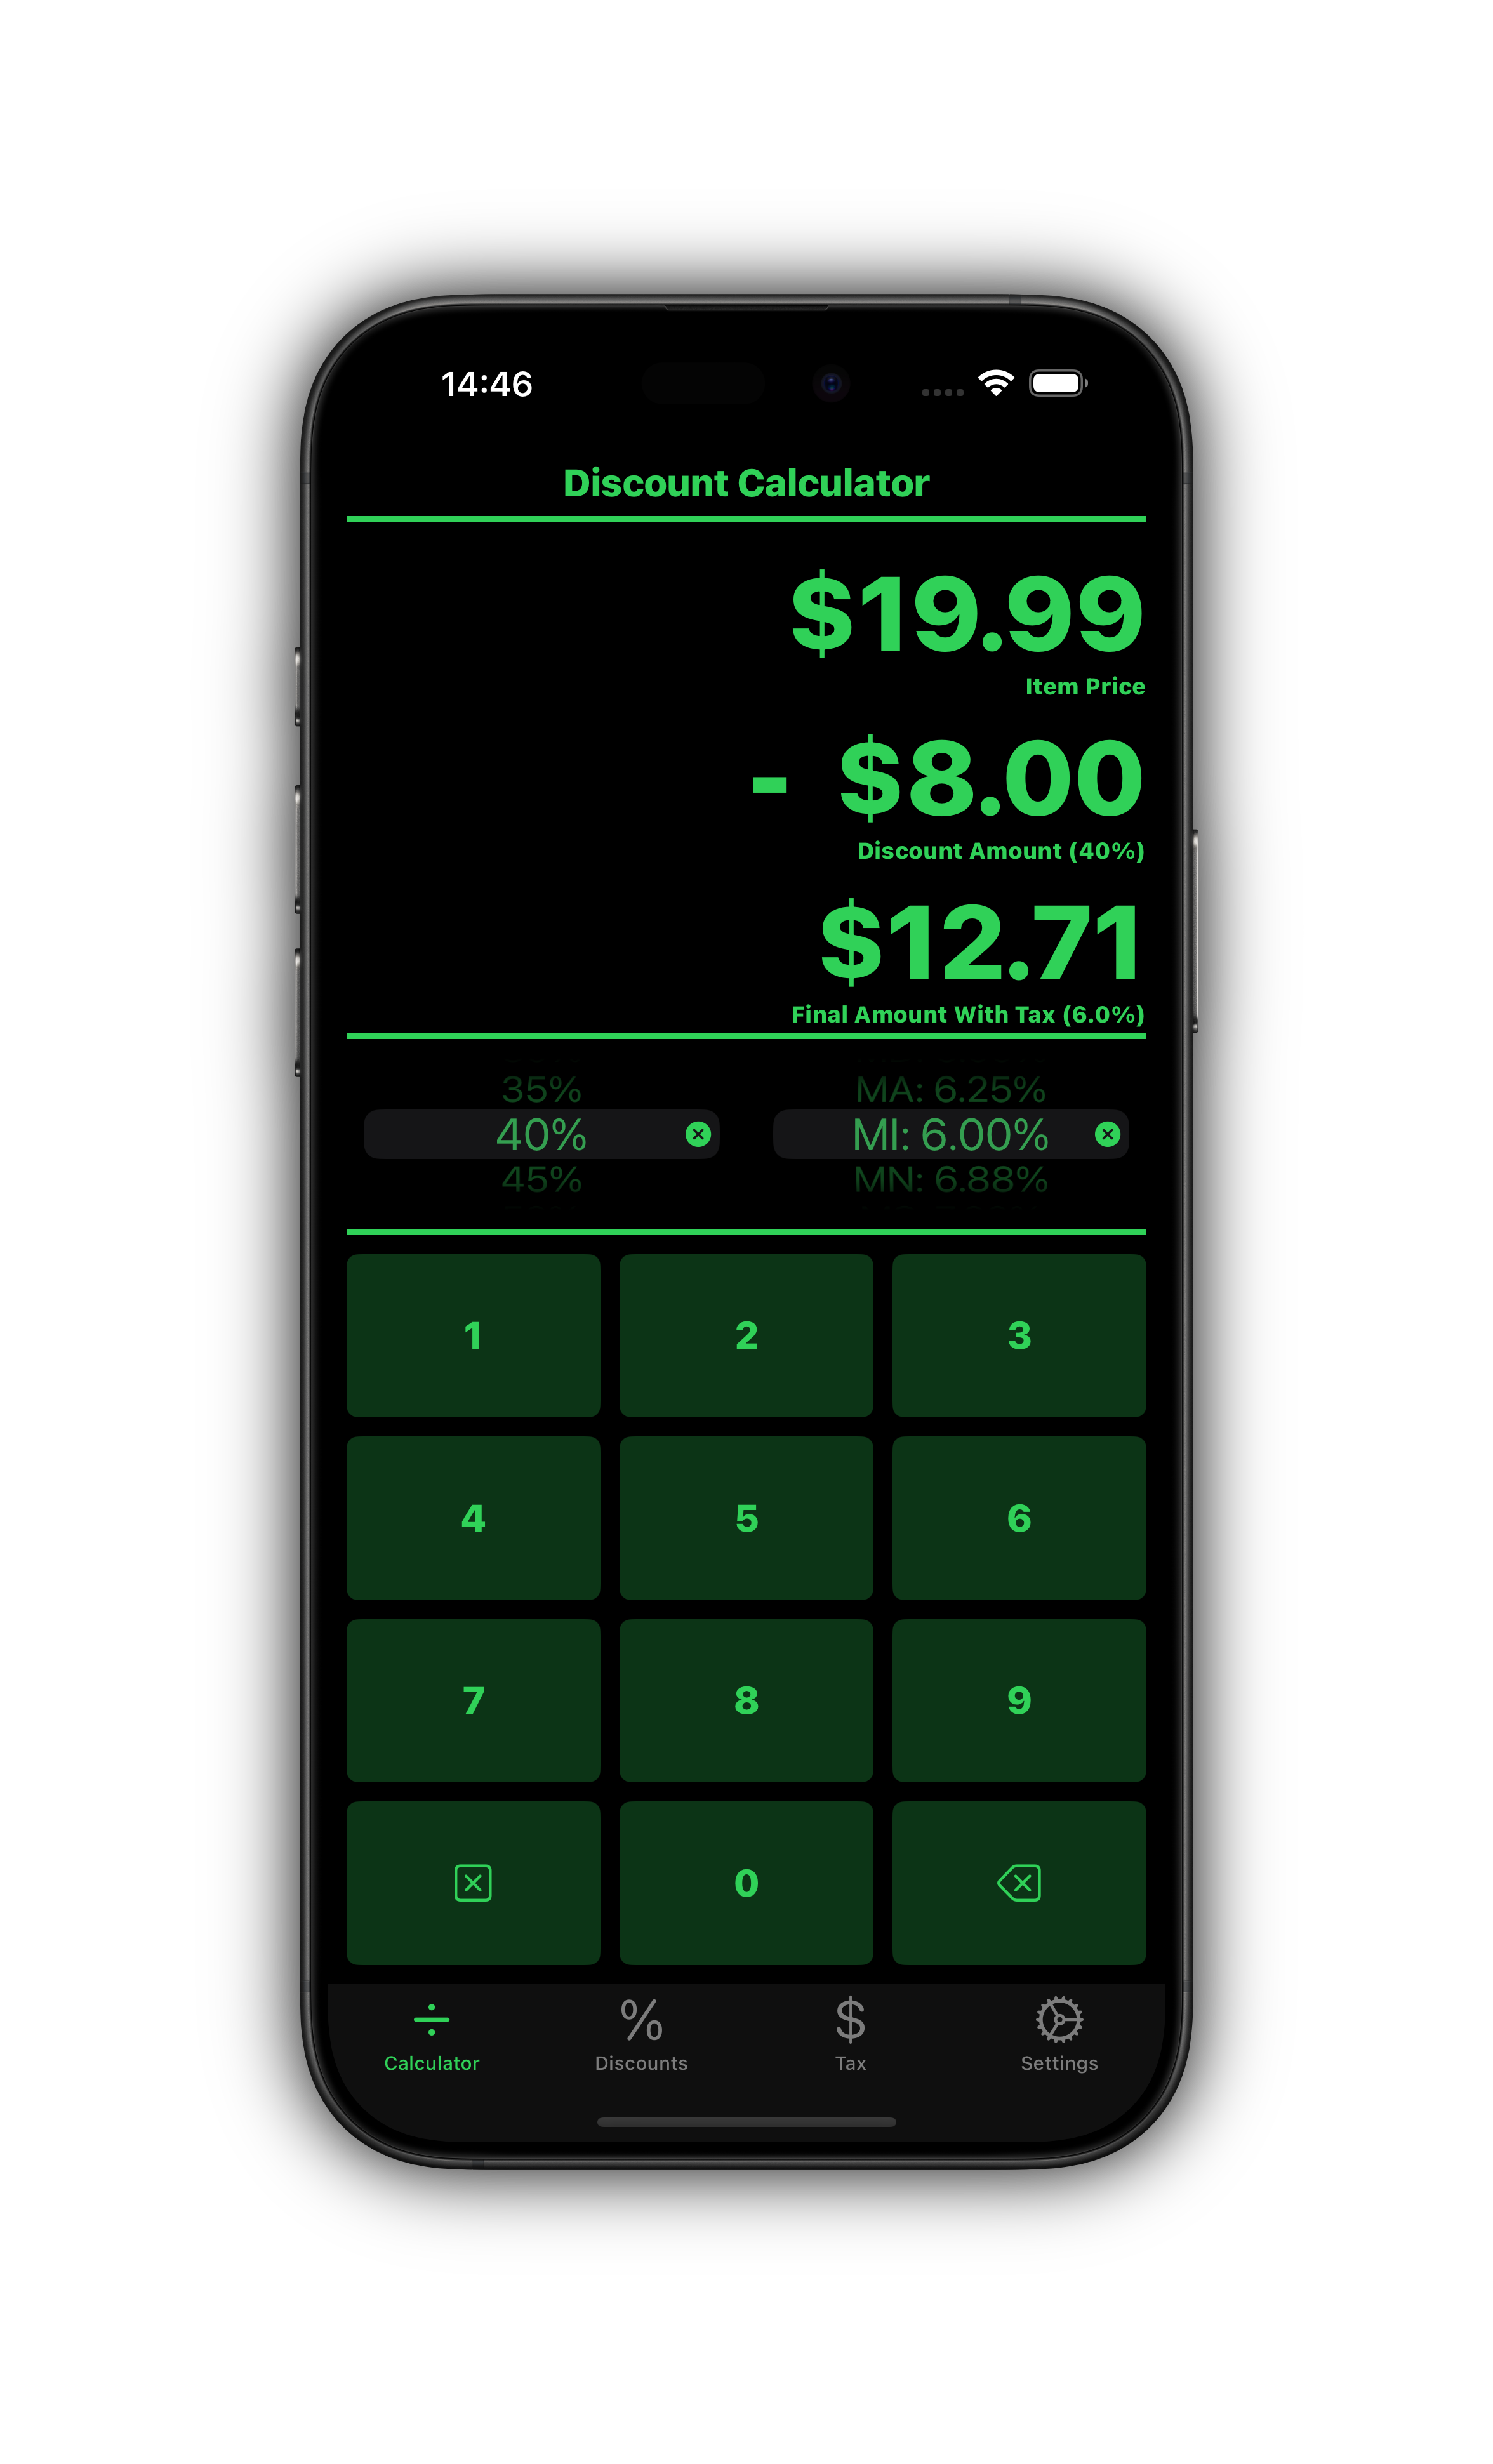 14:46
Discount Calculator
$19.99
Item Price
- $8.00
Discount Amount (40%)
$12.71
Final Amount With Tax (6.0%)
35% MA: 6.25%
40% MI: 6.00%
45% MN: 6.88%
1 2 3
4 5 6
7 8 9
0
Calculator Discounts Tax Settings